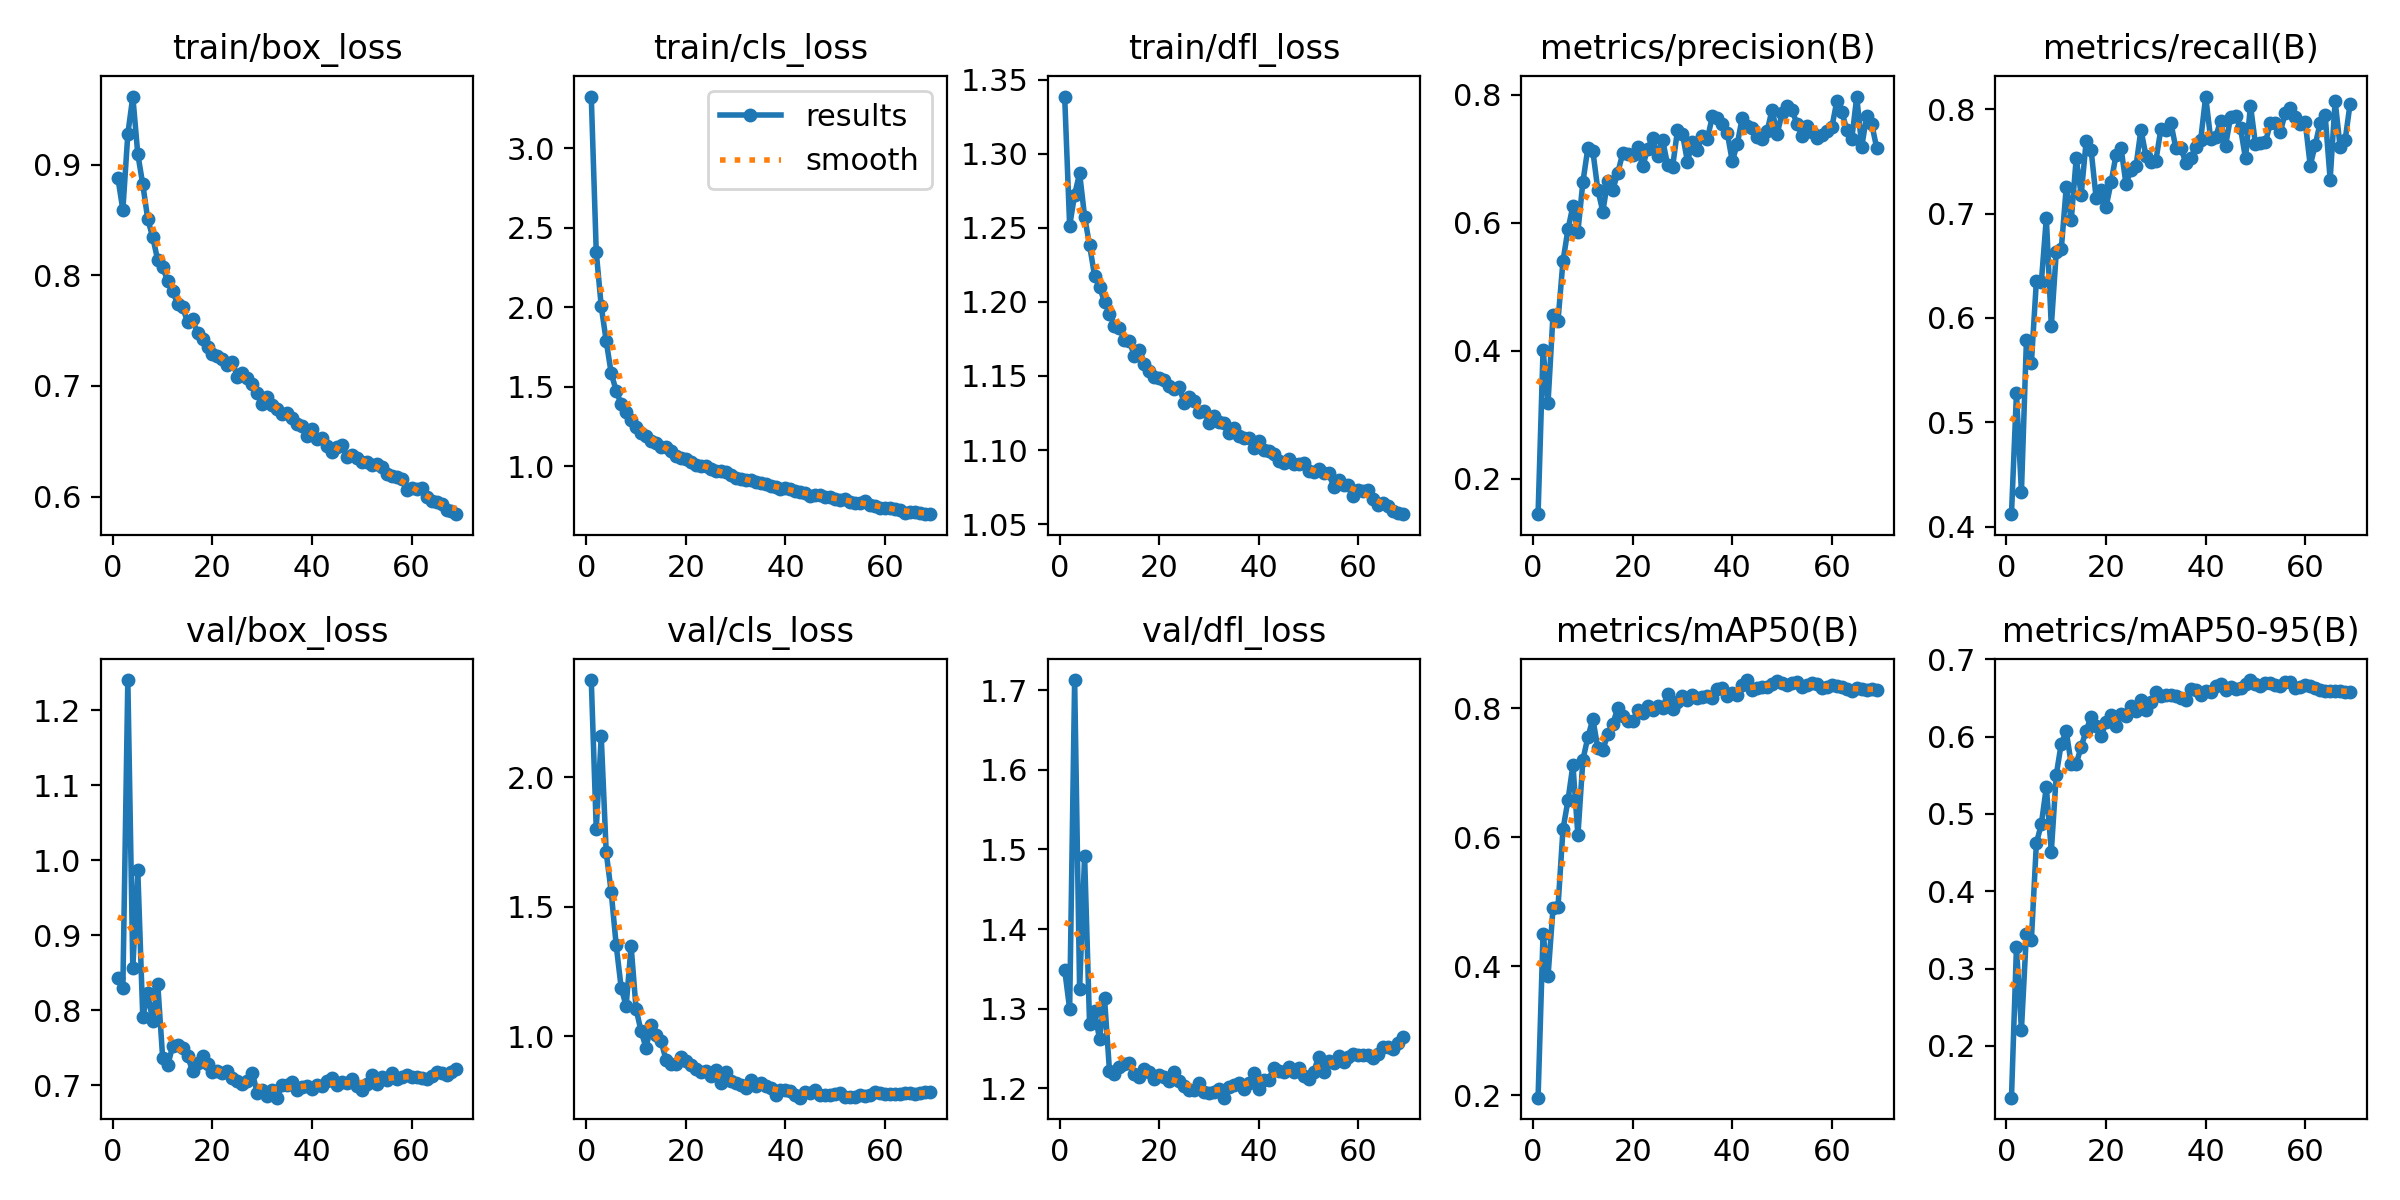 train/box_loss
0.9
0.8
0.7
0.6
0 20 40 60
train/cls_loss
results
smooth
3.0
2.5
2.0
1.5
1.0
0 20 40 60
train/dfl_loss
1.35
1.30
1.25
1.20
1.15
1.10
1.05
0 20 40 60
metrics/precision(B)
0.8
0.6
0.4
0.2
0 20 40 60
metrics/recall(B)
0.8
0.7
0.6
0.5
0.4
0 20 40 60
val/box_loss
1.2
1.1
1.0
0.9
0.8
0.7
0 20 40 60
val/cls_loss
2.0
1.5
1.0
0 20 40 60
val/dfl_loss
1.7
1.6
1.5
1.4
1.3
1.2
0 20 40 60
metrics/mAP50(B)
0.8
0.6
0.4
0.2
0 20 40 60
metrics/mAP50-95(B)
0.7
0.6
0.5
0.4
0.3
0.2
0 20 40 60